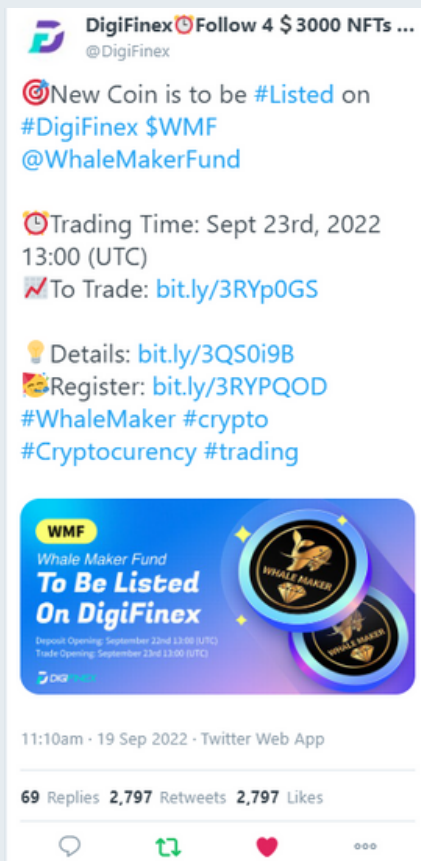 DigiFinex⏰Follow 4 $3000 NFTs ...
@DigiFinex
🎯New Coin is to be #Listed on
#DigiFinex $WMF
@WhaleMakerFund
⏰Trading Time: Sept 23rd, 2022
13:00 (UTC)
📈To Trade: bit.ly/3RYp0GS
💡Details: bit.ly/3QS0i9B
🥳Register: bit.ly/3RYPQOD
#WhaleMaker #crypto
#Cryptocurency #trading
WMF
Whale Maker Fund
To Be Listed
On DigiFinex
Deposit Opening: September 22nd 13:00 (UTC)
Trade Opening: September 23rd 13:00 (UTC)
DIGIFINEX
WHALE MAKER
WHALE MAKER
11:10am · 19 Sep 2022 · Twitter Web App
69 Replies 2,797 Retweets 2,797 Likes